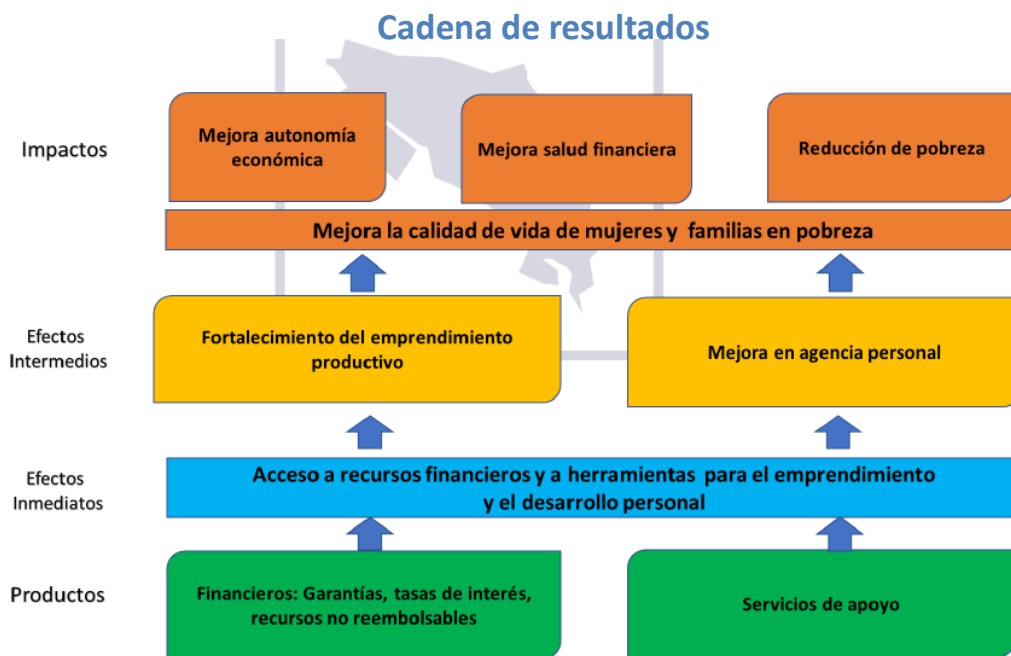 Cadena de resultados
Impactos
Mejora autonomía
económica
Mejora salud financiera
Reducción de pobreza
Mejora la calidad de vida de mujeres y familias en pobreza
Efectos
Intermedios
Fortalecimiento del emprendimiento
productivo
Mejora en agencia personal
Efectos
Inmediatos
Acceso a recursos financieros y a herramientas para el emprendimiento
y el desarrollo personal
Productos
Financieros: Garantías, tasas de interés,
recursos no reembolsables
Servicios de apoyo